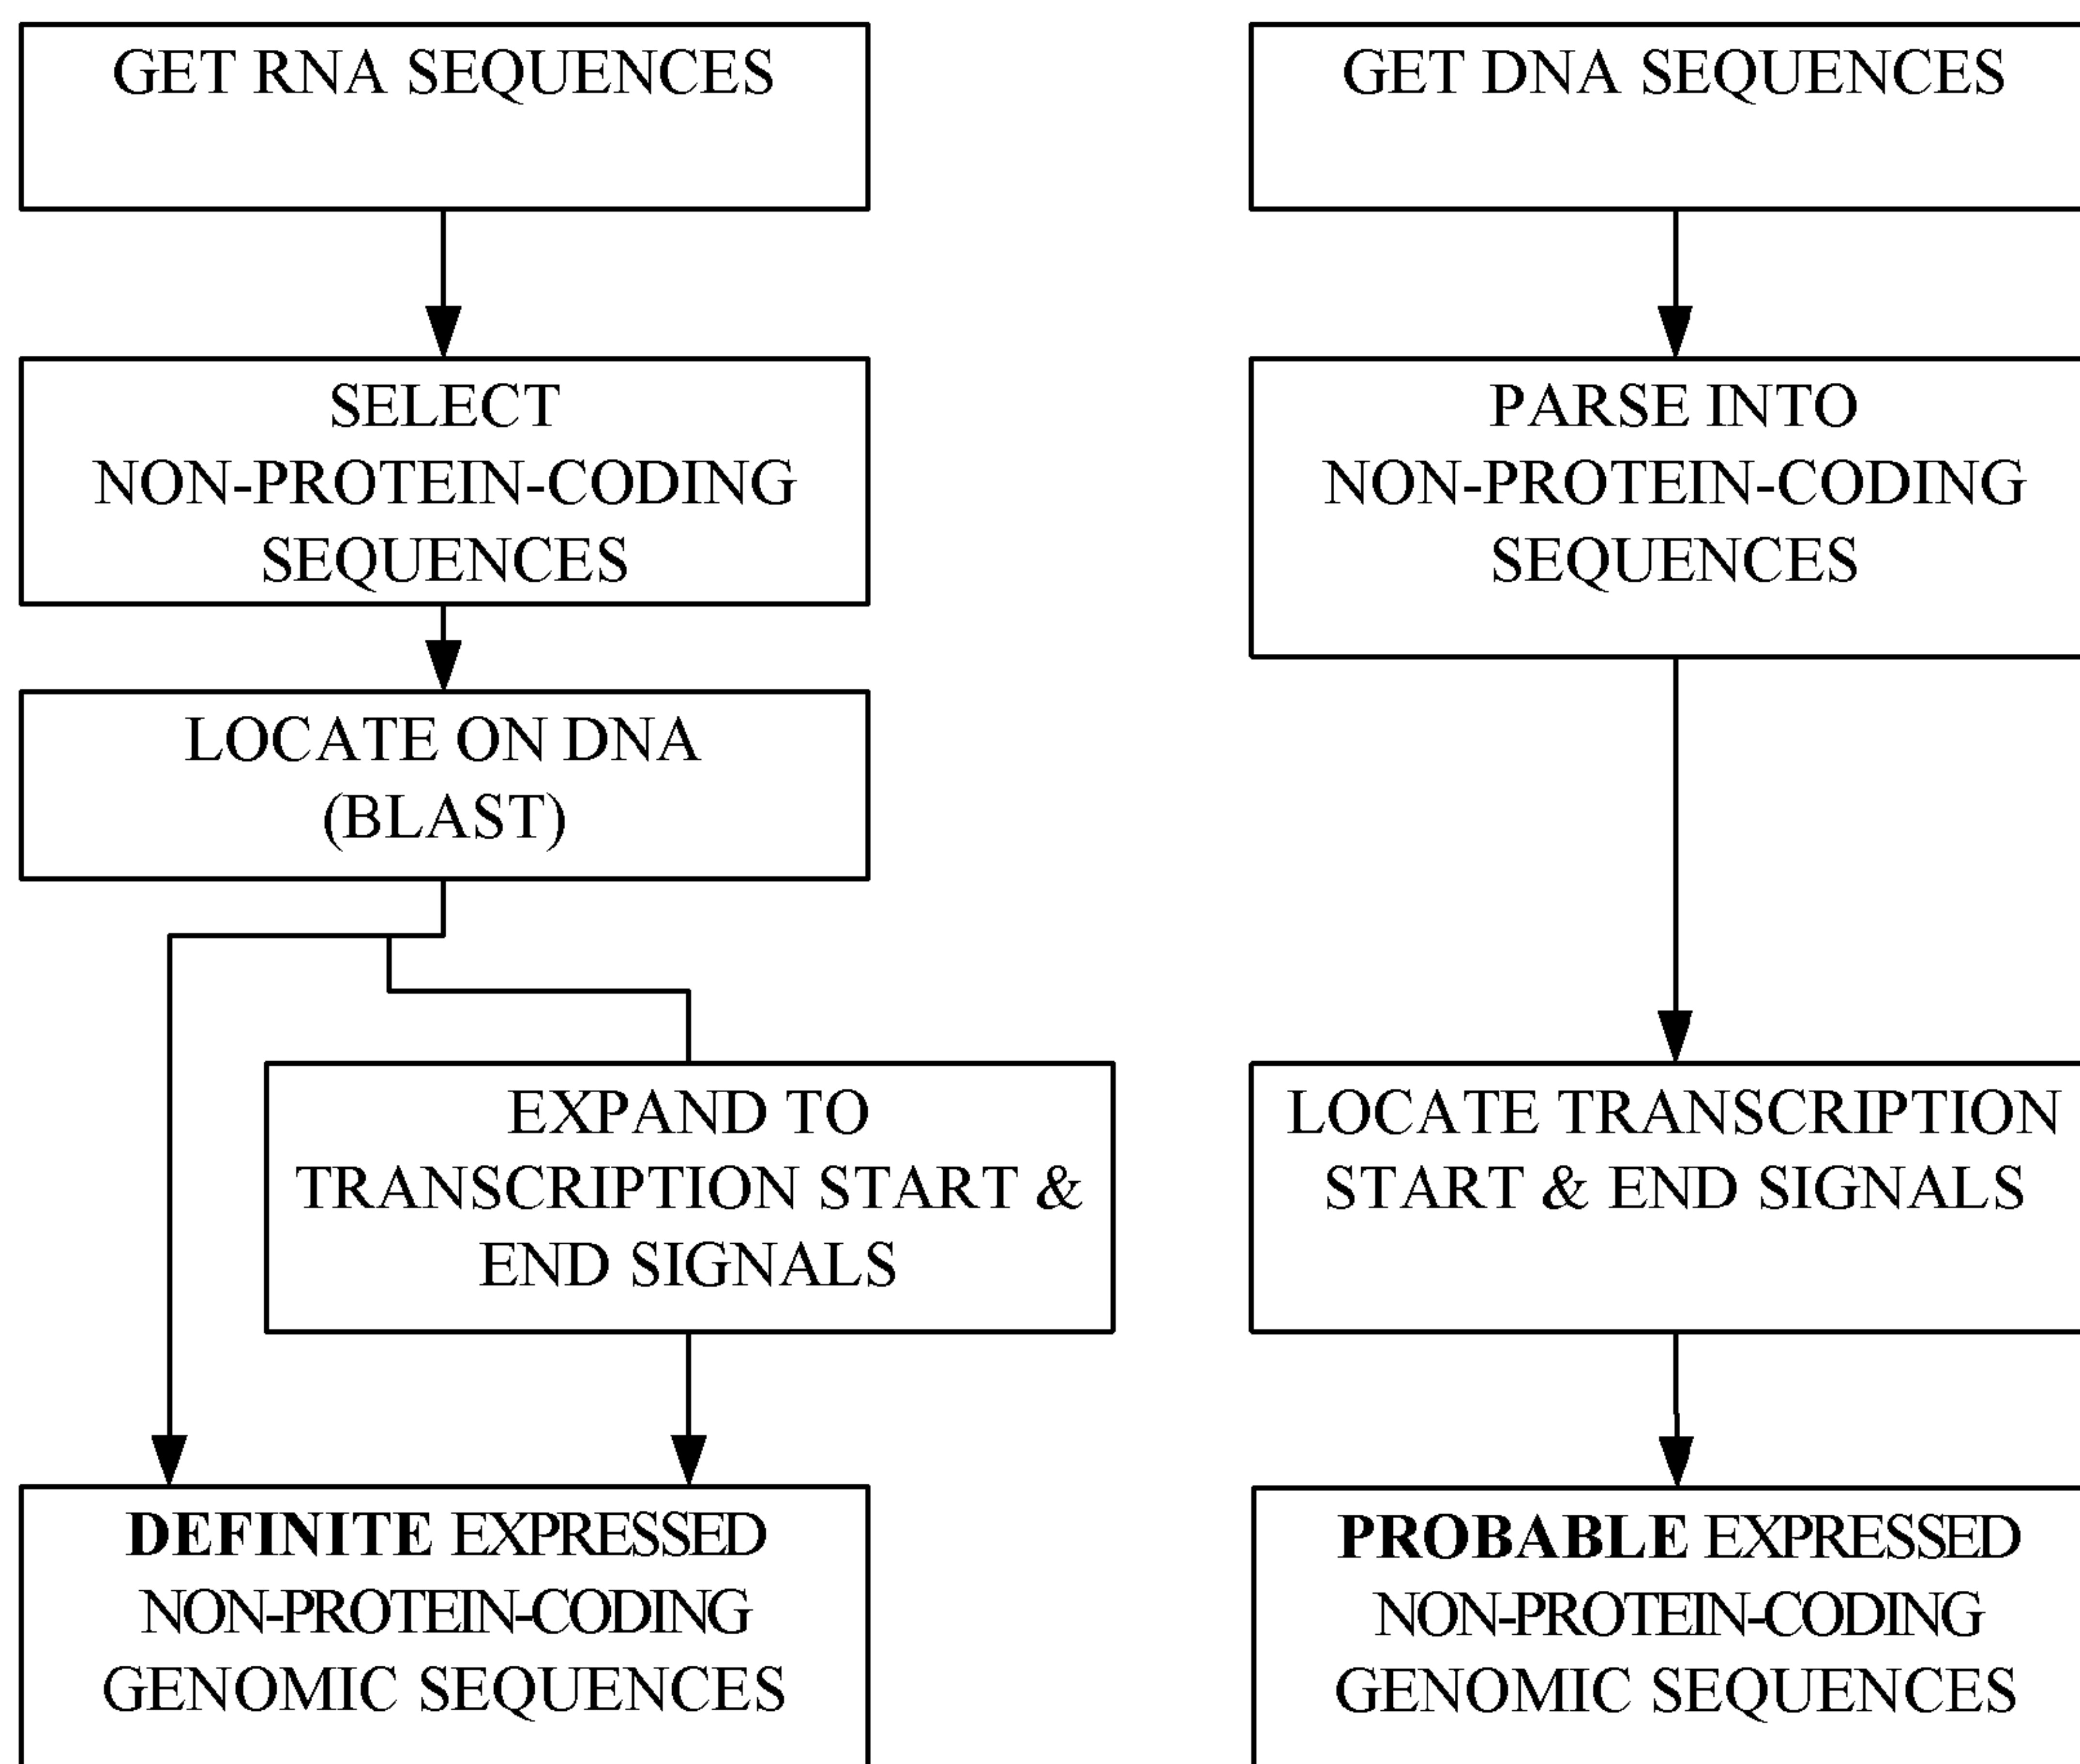 GET RNA SEQUENCES
SELECT
NON-PROTEIN-CODING
SEQUENCES
LOCATE ON DNA
(BLAST)
EXPAND TO
TRANSCRIPTION START &
END SIGNALS
DEFINITE EXPRESSED
NON-PROTEIN-CODING
GENOMIC SEQUENCES
GET DNA SEQUENCES
PARSE INTO
NON-PROTEIN-CODING
SEQUENCES
LOCATE TRANSCRIPTION
START & END SIGNALS
PROBABLE EXPRESSED
NON-PROTEIN-CODING
GENOMIC SEQUENCES